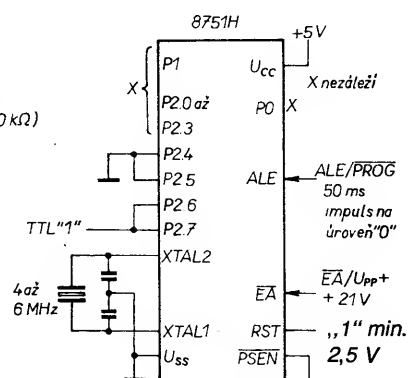 8751H
+5V
P1
Ucc
X
X nezáleží
P2.0 až
P0 X
P2.3
0 kΩ)
P2.4
P2.5
ALE
ALE/PROG
50 ms
impuls na
úroveň "0"
P2.6
TTL"1"
P2.7
XTAL2
4 až
6 MHz
EA
EA/UPP+
+ 21 V
XTAL1
RST
„1“ min.
2,5 V
Uss
PSEN